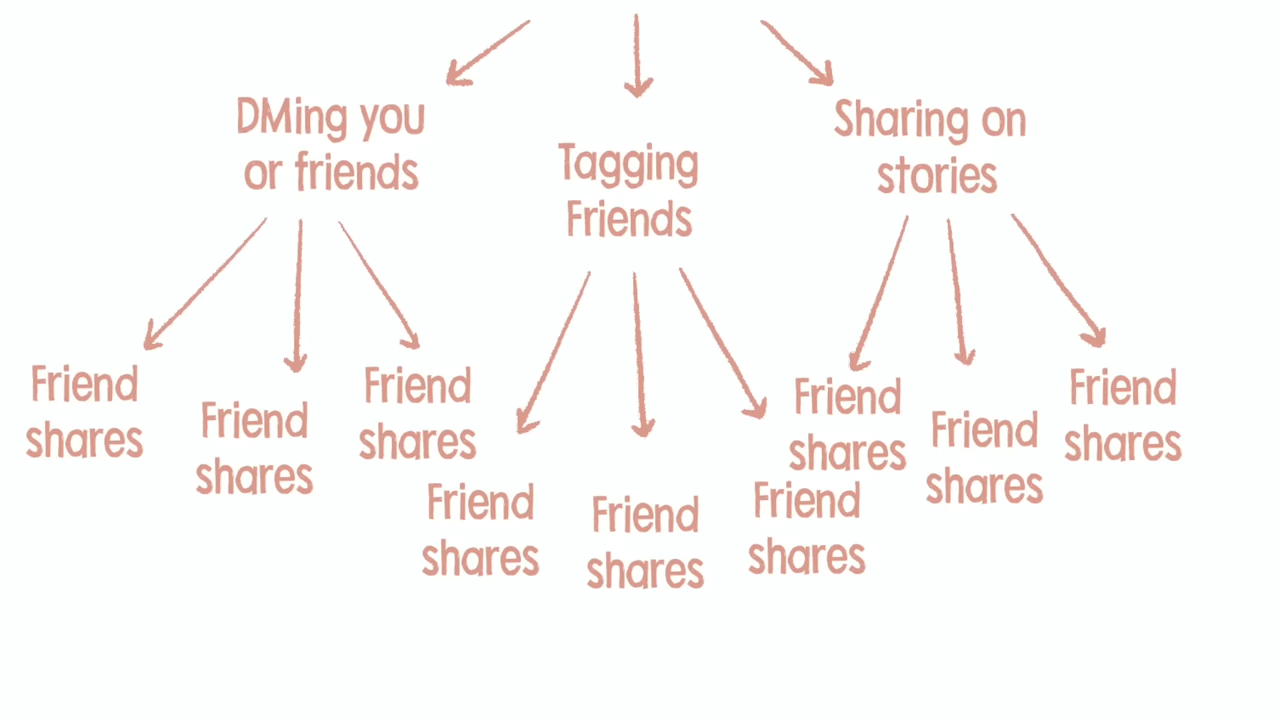 DMing you
or friends
Tagging
Friends
Sharing on
stories
Friend
shares
Friend
shares
Friend
shares
Friend
shares
Friend
shares
Friend
shares
Friend
shares
Friend
shares
Friend
shares